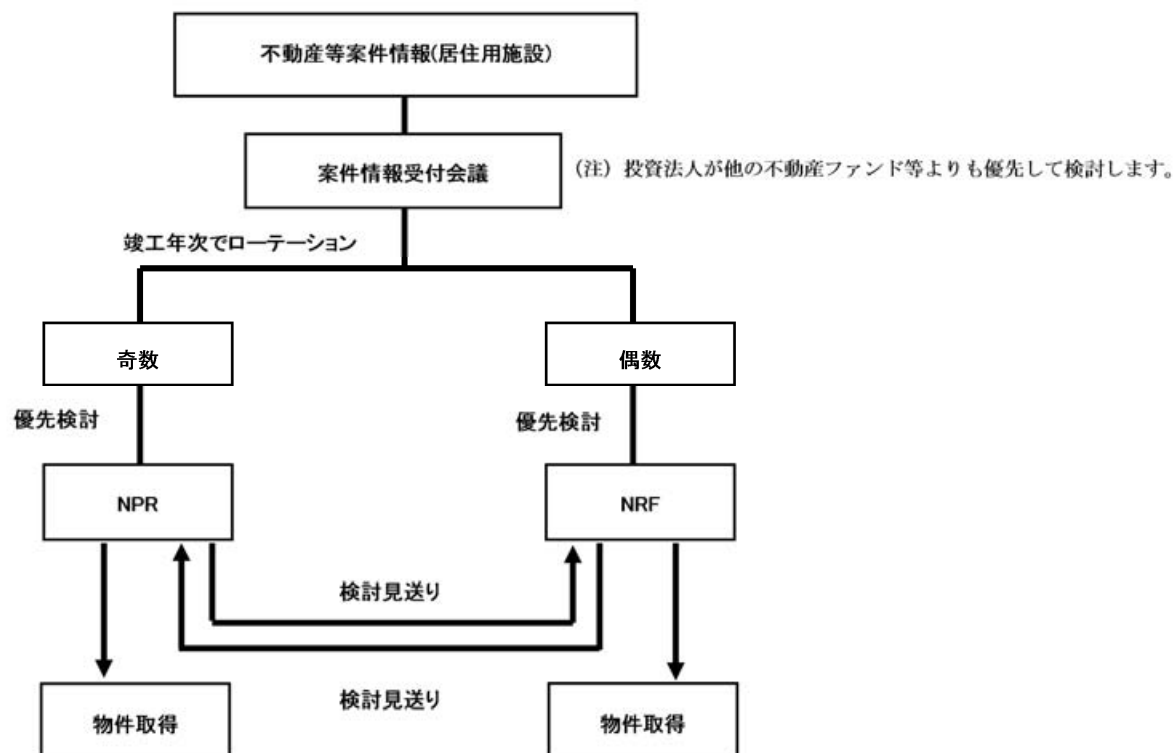 不動産等案件情報(居住用施設)
案件情報受付会議
(注) 投資法人が他の不動産ファンド等よりも優先して検討します。
竣工年次でローテーション
奇数
偶数
優先検討
優先検討
NPR
NRF
検討見送り
検討見送り
物件取得
物件取得